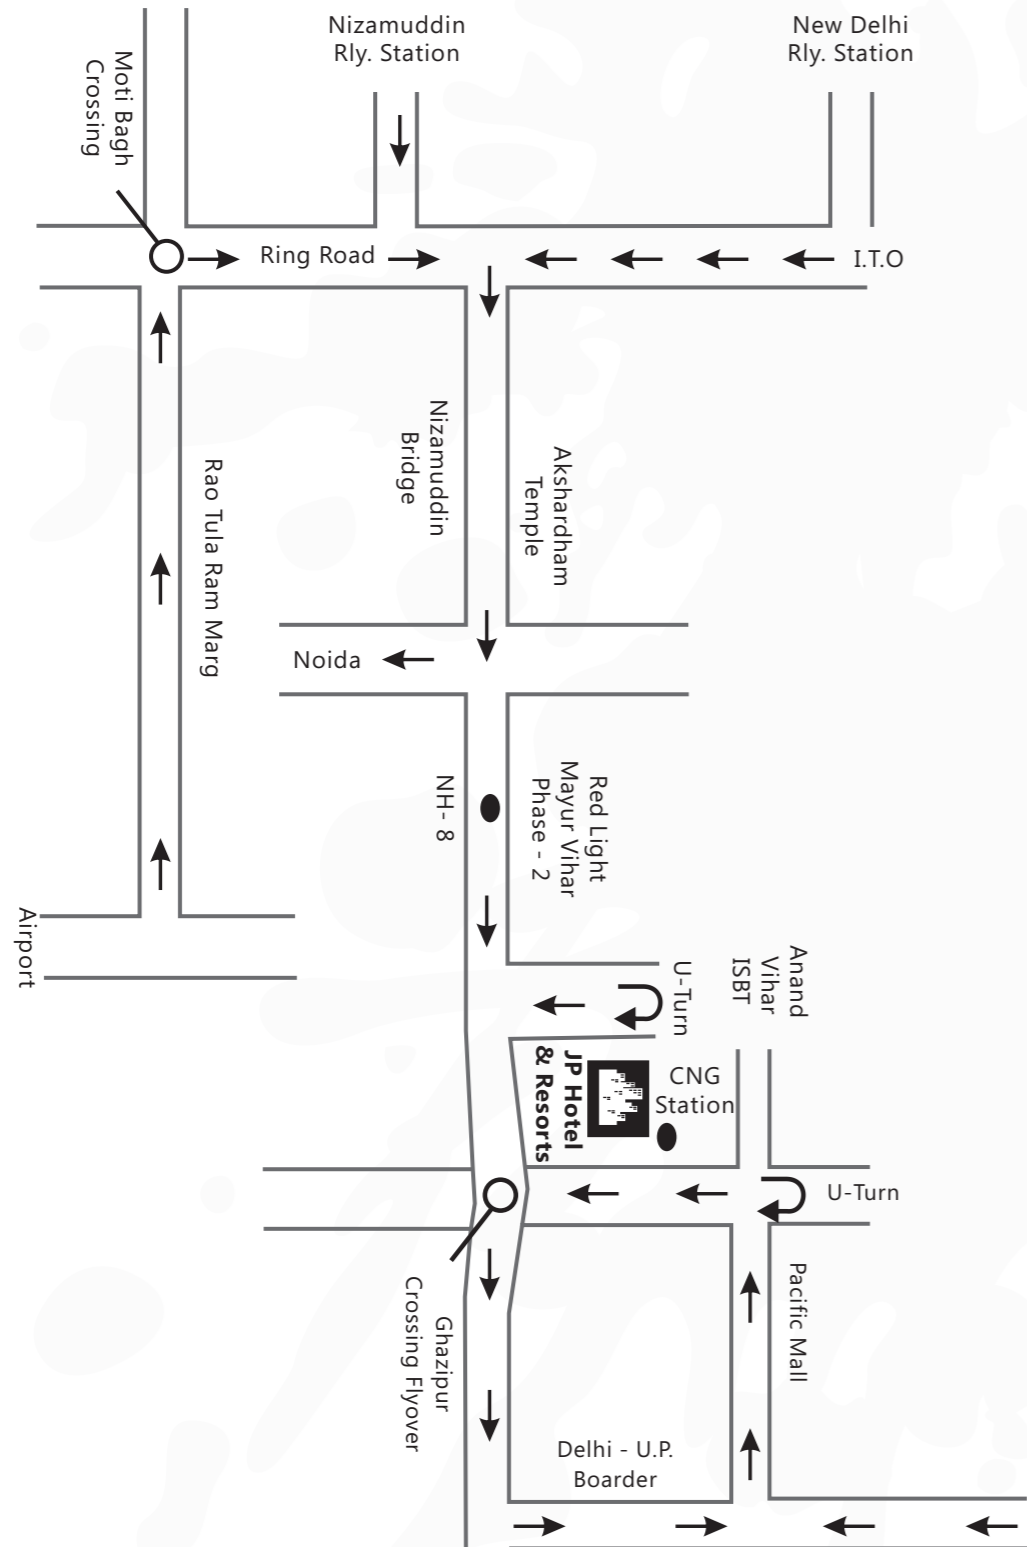 Nizamuddin
Rly. Station
New Delhi
Rly. Station
Moti Bagh
Crossing
Ring Road
I.T.O
Nizamuddin
Bridge
Akshardham
Temple
Rao Tula Ram Marg
Noida
NH- 8
Red Light
Mayur Vihar
Phase - 2
Airport
U-Turn
Anand
Vihar
ISBT
JP Hotel
& Resorts
CNG
Station
U-Turn
Ghazipur
Crossing Flyover
Pacific Mall
Delhi - U.P.
Boarder